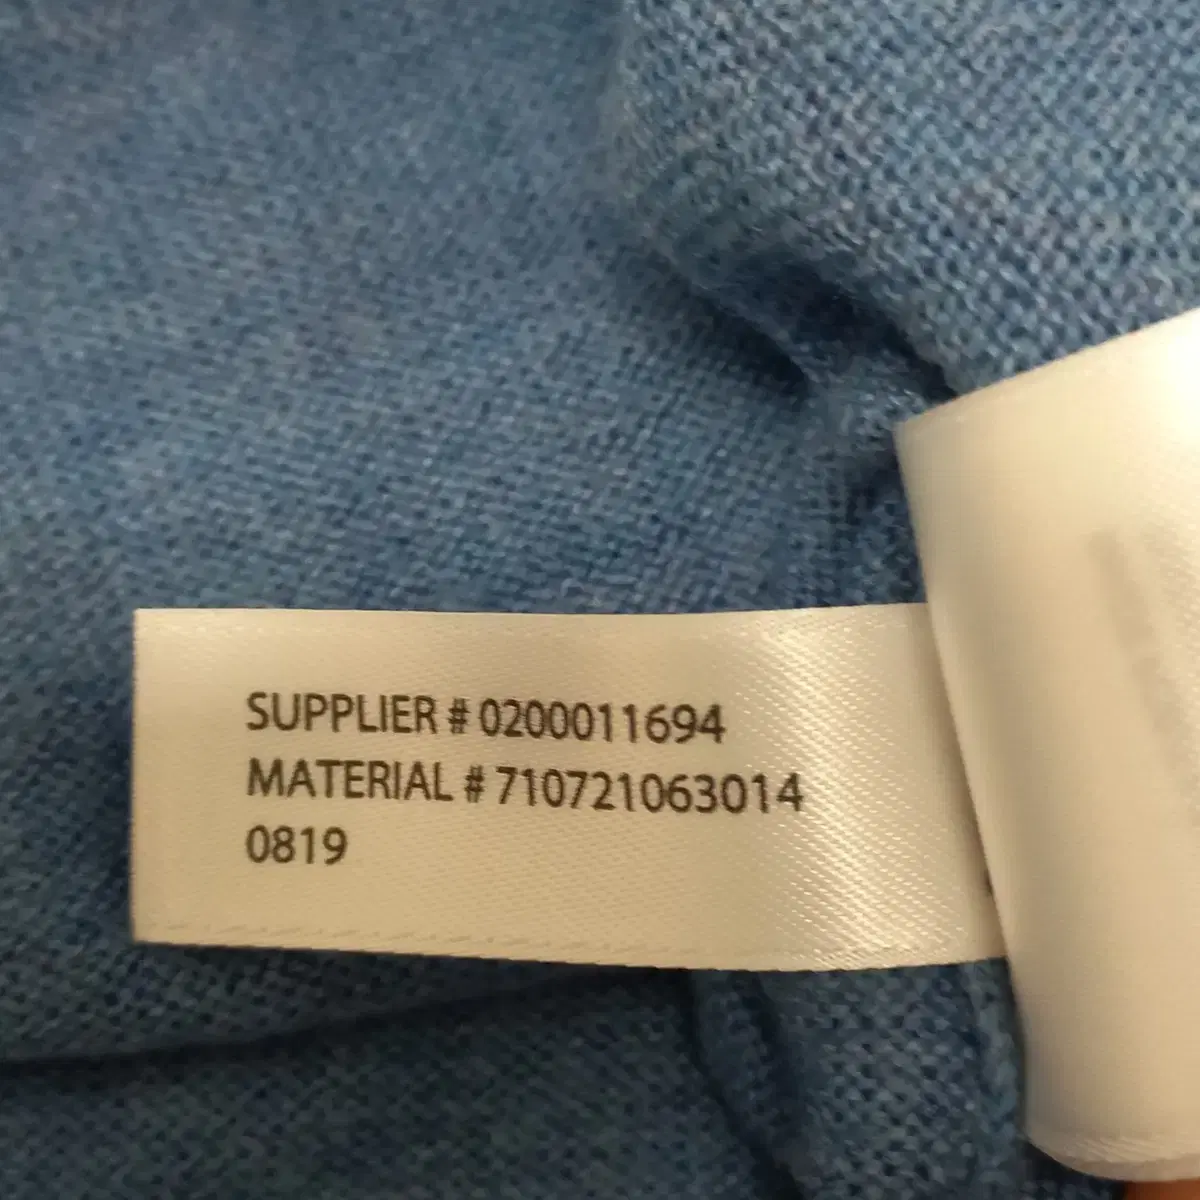 SUPPLIER # 0200011694
MATERIAL # 710721063014
0819